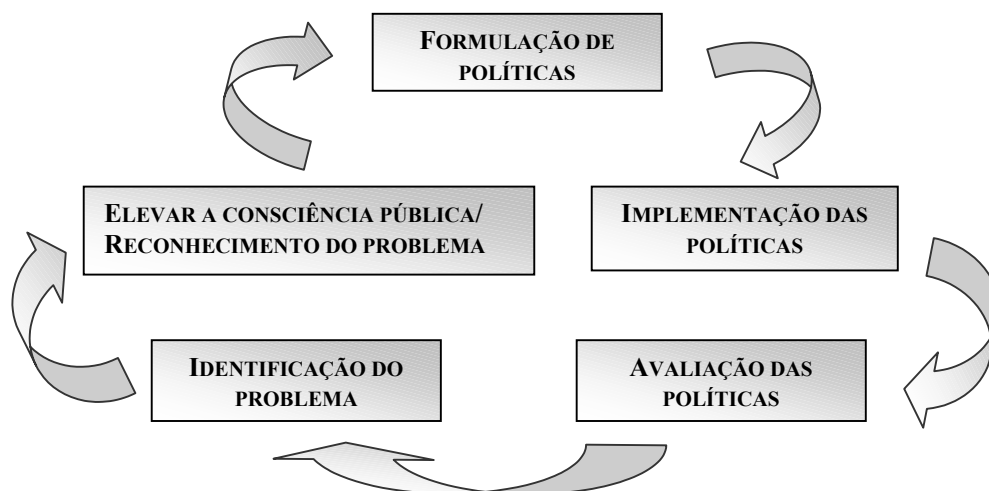 FORMULAÇÃO DE
POLÍTICAS
ELEVAR A CONSCIÊNCIA PÚBLICA/
RECONHECIMENTO DO PROBLEMA
IMPLEMENTAÇÃO DAS
POLÍTICAS
IDENTIFICAÇÃO DO
PROBLEMA
AVALIAÇÃO DAS
POLÍTICAS